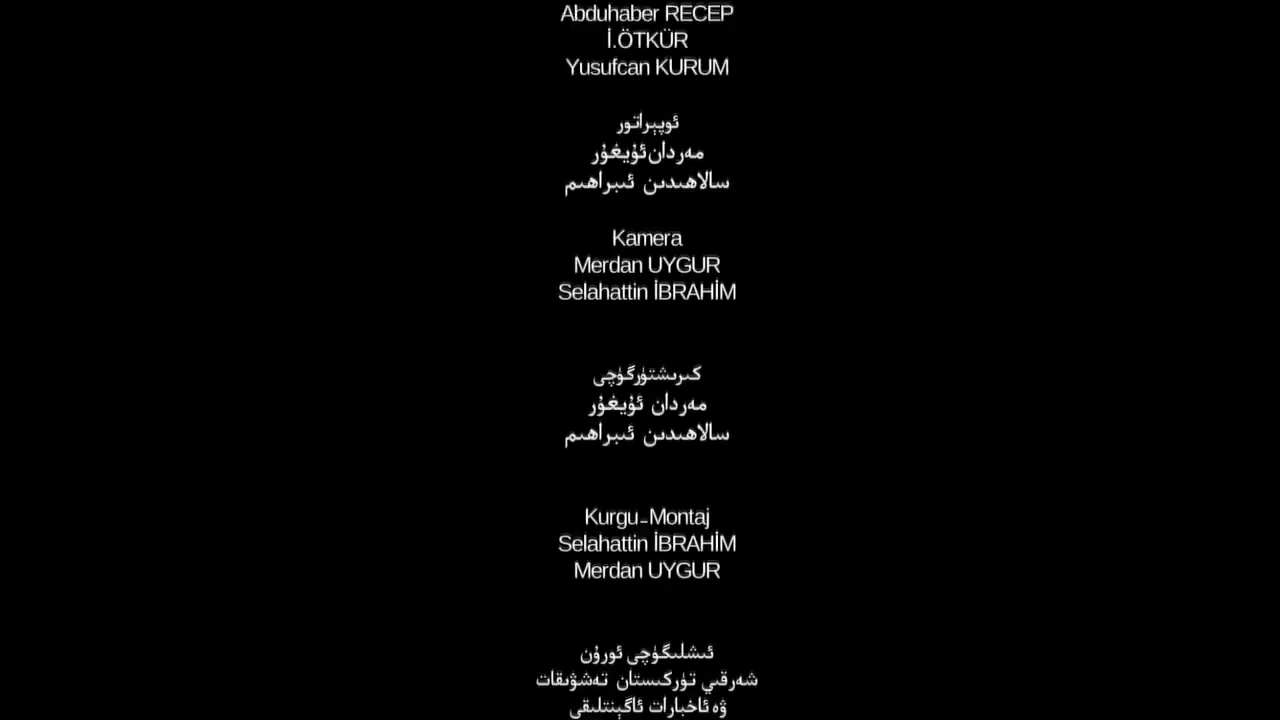 Abduhaber RECEP
İ.ÖTKÜR
Yusufcan KURUM
ئوپېراتور
مەردان ئۇيغۇر
سالاھىدىن ئىبراھىم
Kamera
Merdan UYGUR
Selahattin İBRAHİM
كىرىشتۈرگۈچى
مەردان ئۇيغۇر
سالاھىدىن ئىبراھىم
Kurgu-Montaj
Selahattin İBRAHİM
Merdan UYGUR
ئىشلىگۈچى ئورۇن
شەرقىي تۈركىستان تەشۋىقات
ۋە ئاخبارات ئاگېنتلىقى